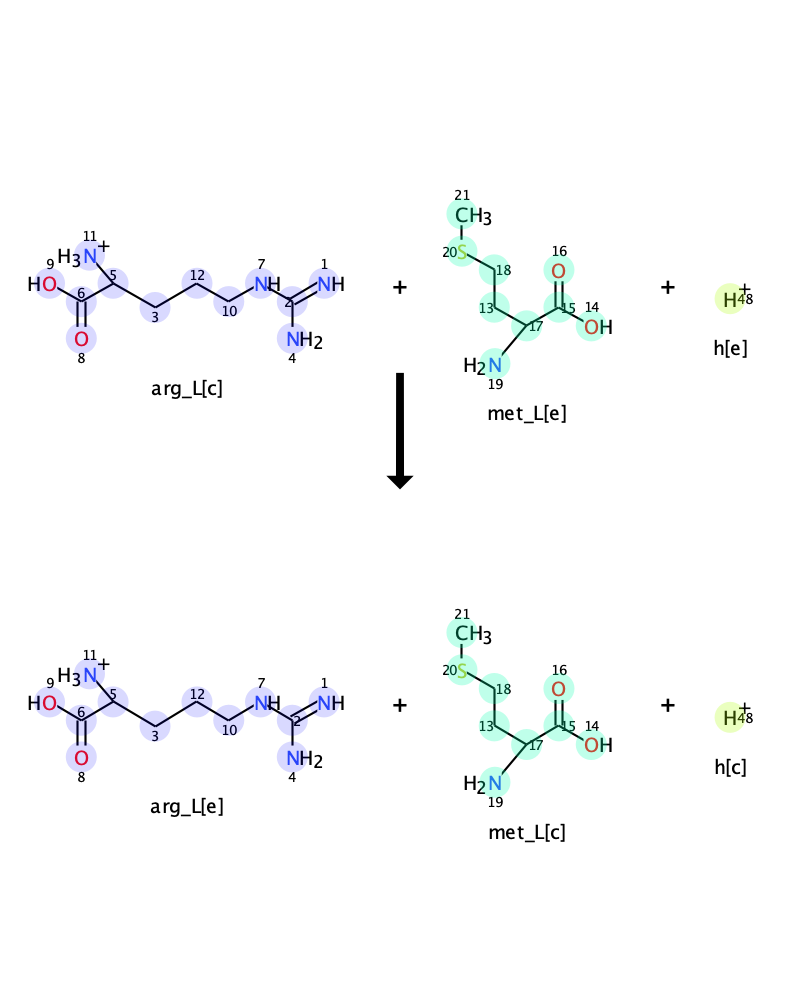 21
CH3
20 S
18
16
O
11
H3N+
9
HO
5
6
12
7
NH
1
NH
+
13
17
15
14
OH
+
H+
48
3
10
2
O
8
NH2
4
H2N
19
h[e]
arg_L[c]
met_L[e]
21
CH3
20 S
18
16
O
11
H3N+
9
HO
5
6
12
7
NH
1
NH
+
13
17
15
14
OH
+
H+
48
3
10
2
O
8
NH2
4
H2N
19
h[c]
arg_L[e]
met_L[c]